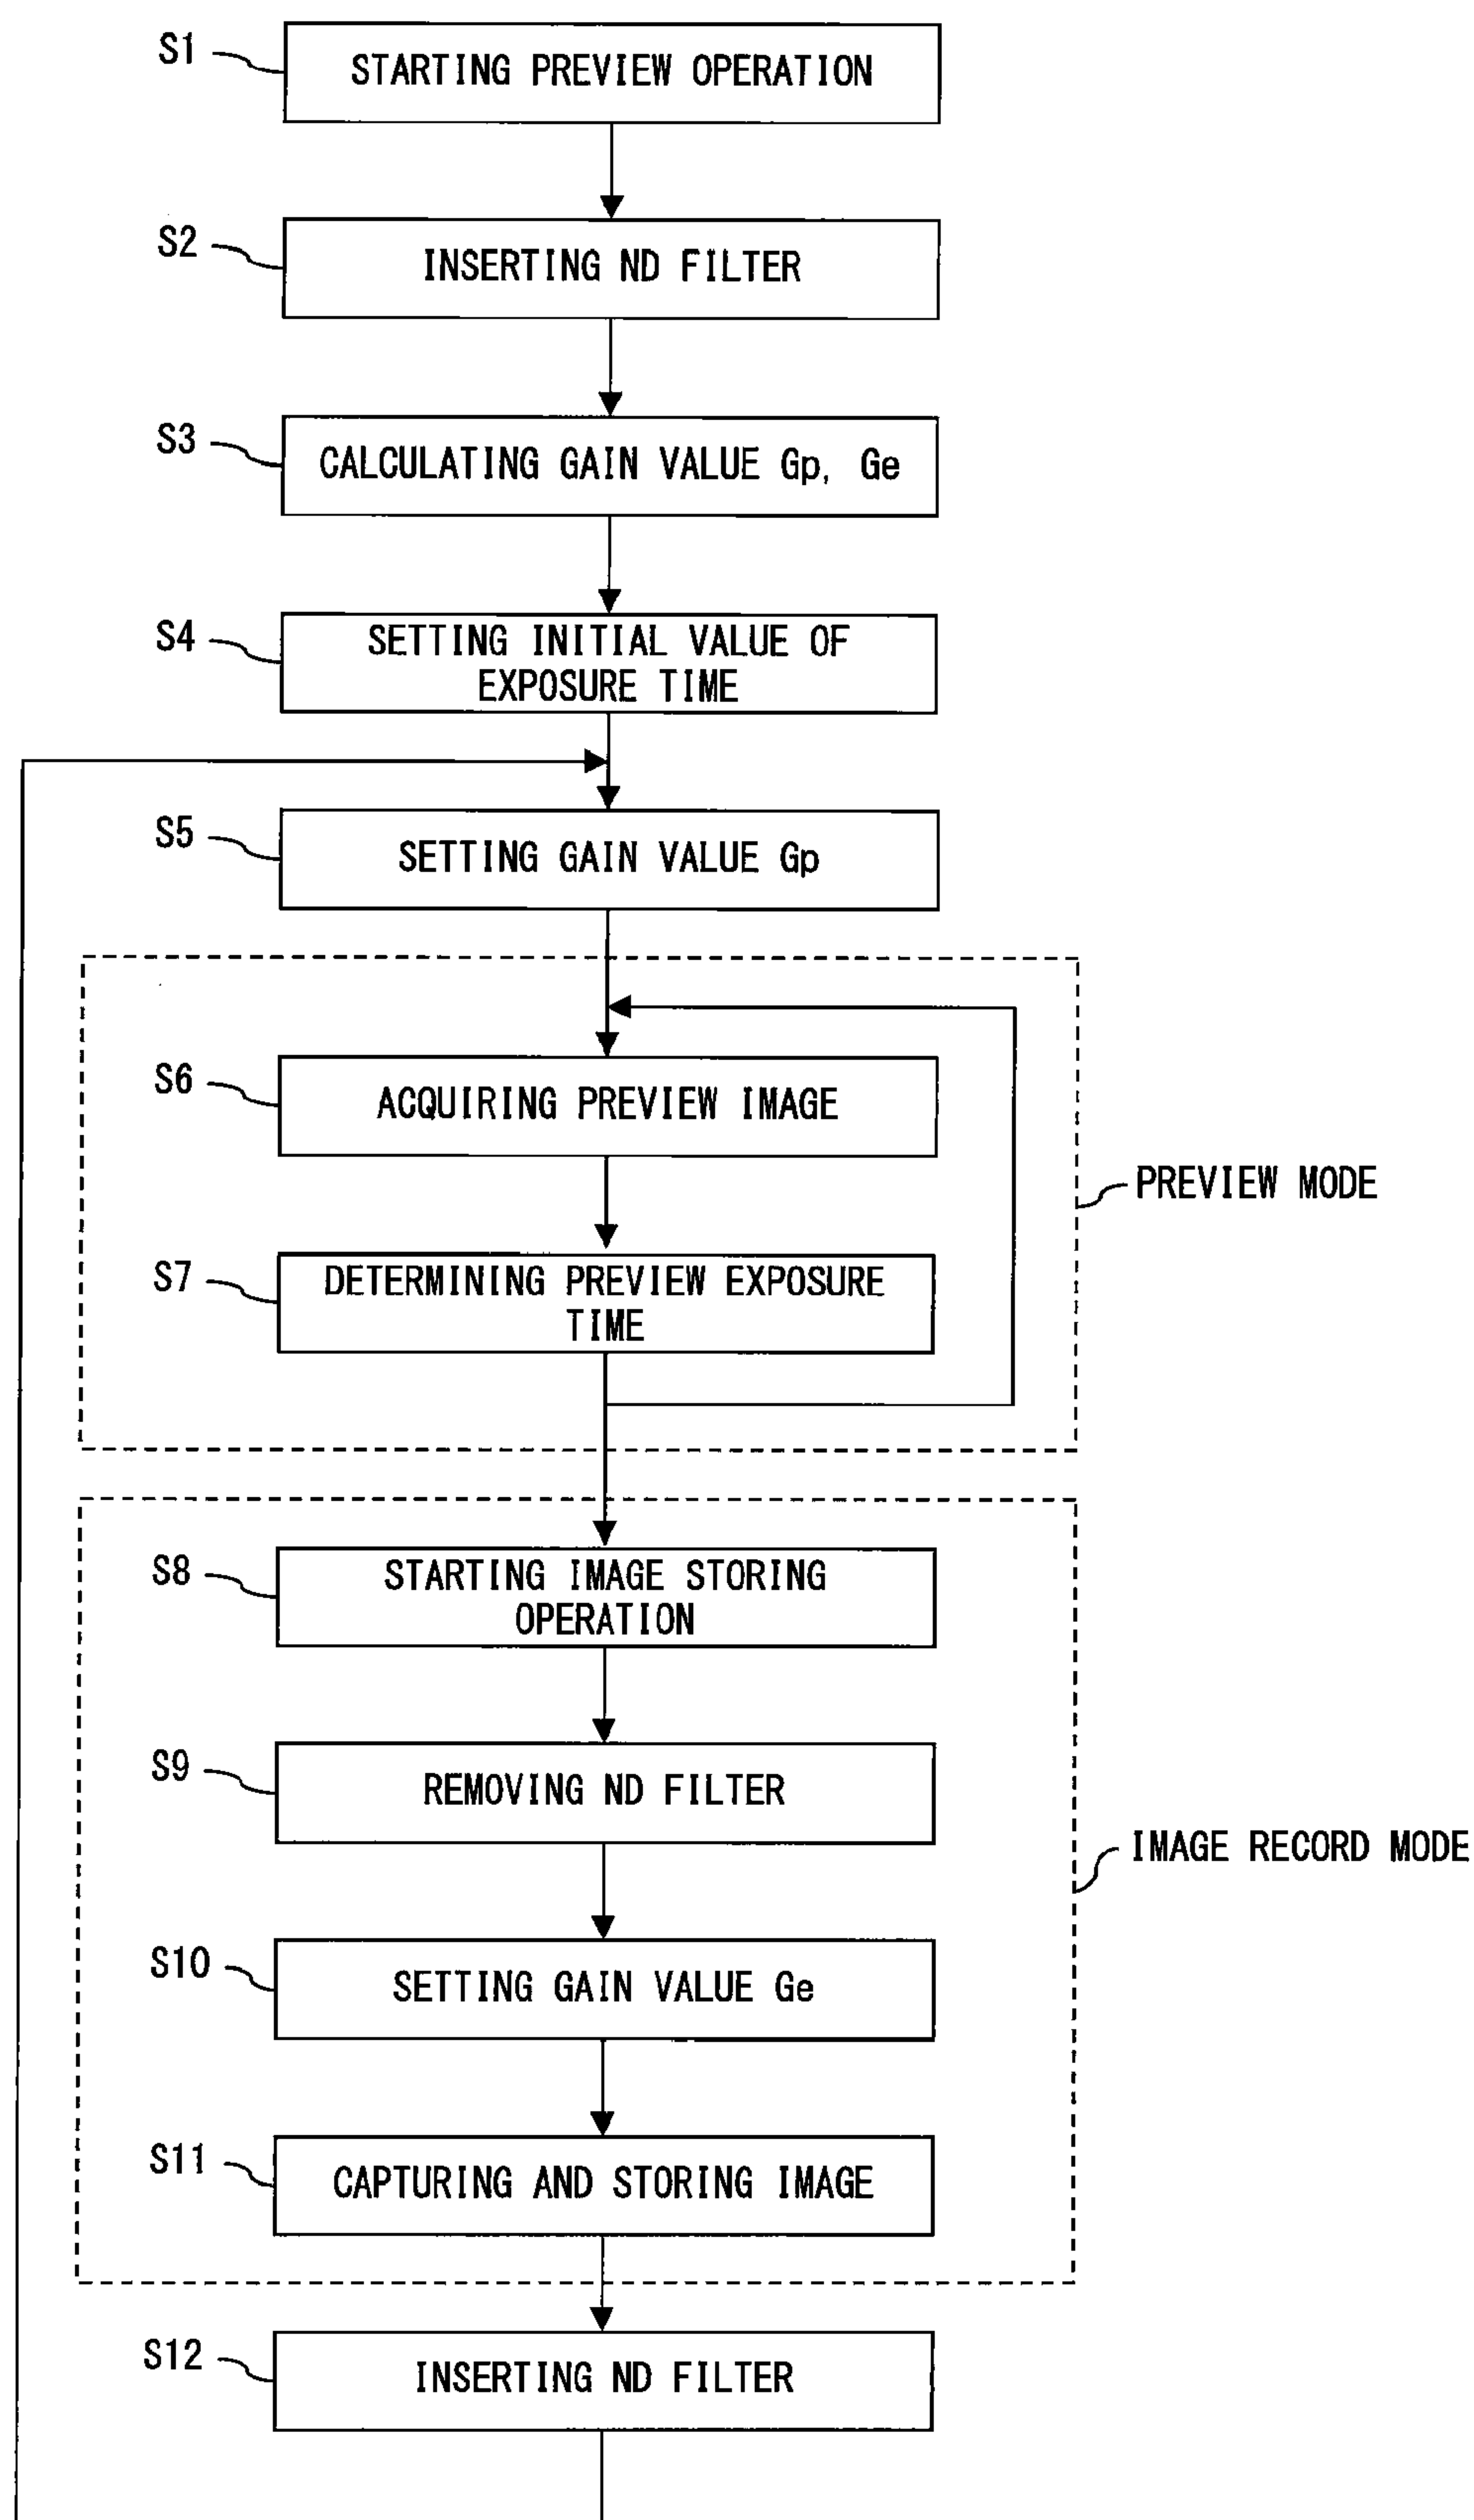 S1
STARTING PREVIEW OPERATION
S2
INSERTING ND FILTER
S3
CALCULATING GAIN VALUE Gp, Ge
S4
SETTING INITIAL VALUE OF
EXPOSURE TIME
S5
SETTING GAIN VALUE Gp
S6
ACQUIRING PREVIEW IMAGE
PREVIEW MODE
S7
DETERMINING PREVIEW EXPOSURE
TIME
S8
STARTING IMAGE STORING
OPERATION
S9
REMOVING ND FILTER
IMAGE RECORD MODE
S10
SETTING GAIN VALUE Ge
S11
CAPTURING AND STORING IMAGE
S12
INSERTING ND FILTER